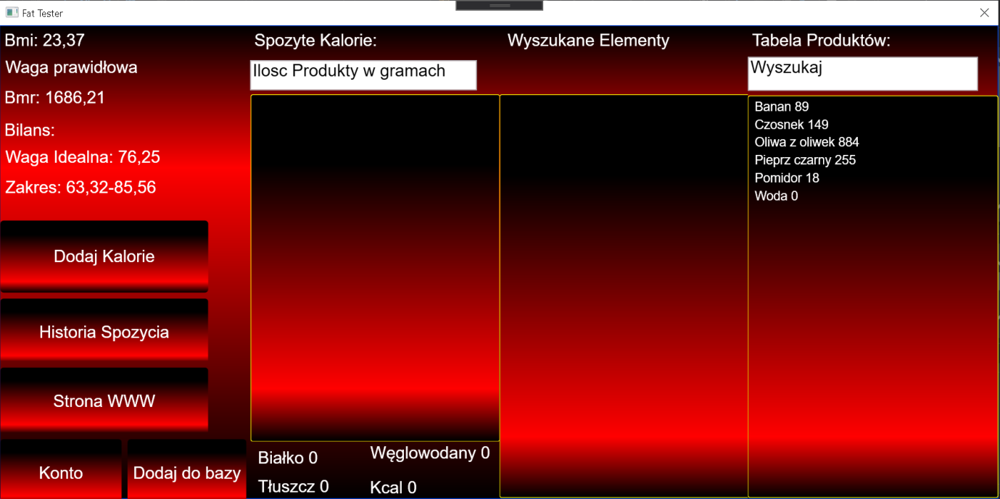 Fat Tester
Bmi: 23,37
Waga prawidłowa
Bmr: 1686,21
Bilans:
Waga Idealna: 76,25
Zakres: 63,32-85,56
Dodaj Kalorie
Historia Spozycia
Strona WWW
Konto
Dodaj do bazy
Spozyte Kalorie:
Ilosc Produkty w gramach
Białko 0
Węglowodany 0
Tłuszcz 0
Kcal 0
Wyszukane Elementy
Tabela Produktów:
Wyszukaj
Banan 89
Czosnek 149
Oliwa z oliwek 884
Pieprz czarny 255
Pomidor 18
Woda 0